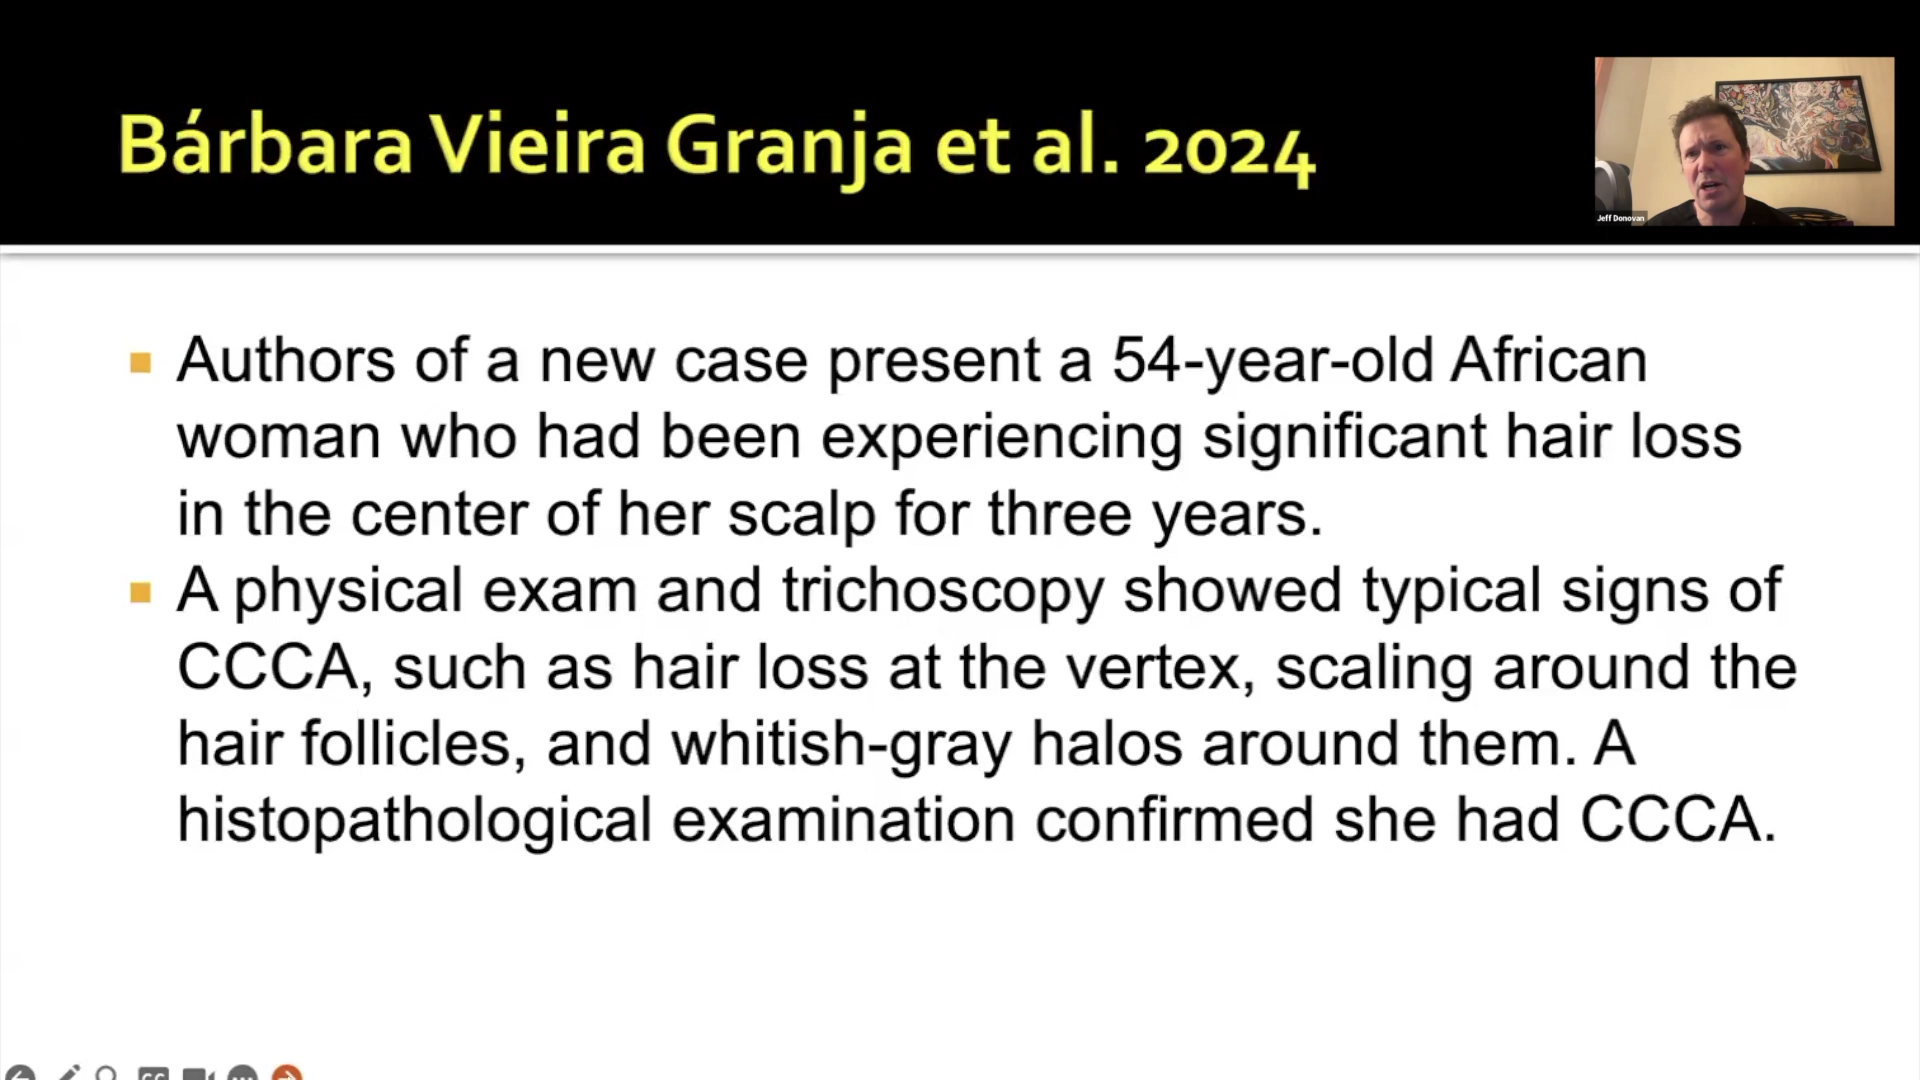 Bárbara Vieira Granja et al. 2024
Jeff Donovan
Authors of a new case present a 54-year-old African
woman who had been experiencing significant hair loss
in the center of her scalp for three years.
A physical exam and trichoscopy showed typical signs of
CCCA, such as hair loss at the vertex, scaling around the
hair follicles, and whitish-gray halos around them. A
histopathological examination confirmed she had CCCA.
CC